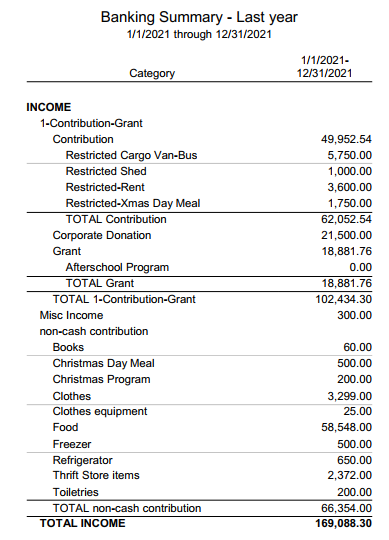 Banking Summary - Last year
1/1/2021 through 12/31/2021
1/1/2021-
Category 12/31/2021
INCOME
1-Contribution-Grant
Contribution 49,952.54
Restricted Cargo Van-Bus 5,750.00
Restricted Shed 1,000.00
Restricted-Rent 3,600.00
Restricted-Xmas Day Meal 1,750.00
TOTAL Contribution 62,052.54
Corporate Donation 21,500.00
Grant 18,881.76
Afterschool Program 0.00
TOTAL Grant 18,881.76
TOTAL 1-Contribution-Grant 102,434.30
Misc Income 300.00
non-cash contribution
Books 60.00
Christmas Day Meal 500.00
Christmas Program 200.00
Clothes 3,299.00
Clothes equipment 25.00
Food 58,548.00
Freezer 500.00
Refrigerator 650.00
Thrift Store items 2,372.00
Toiletries 200.00
TOTAL non-cash contribution 66,354.00
TOTAL INCOME 169,088.30